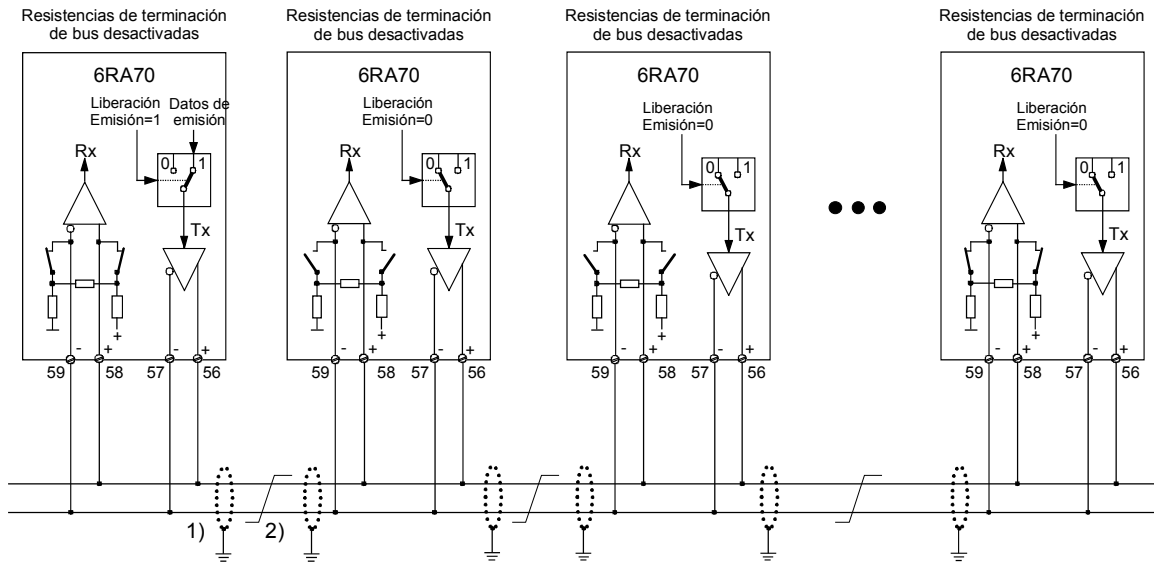 Resistencias de terminación
de bus desactivadas
6RA70
Liberación
Emisión=1
Datos de
emisión
0
1
Rx
Tx
+
-
+
-
+
59
58
57
56
Resistencias de terminación
de bus desactivadas
6RA70
Liberación
Emisión=0
0
1
Rx
Tx
+
-
+
-
+
59
58
57
56
Resistencias de terminación
de bus desactivadas
6RA70
Liberación
Emisión=0
0
1
Rx
Tx
+
-
+
-
+
59
58
57
56
Resistencias de terminación
de bus desactivadas
6RA70
Liberación
Emisión=0
0
1
Rx
Tx
+
-
+
-
+
59
58
57
56
1)
2)